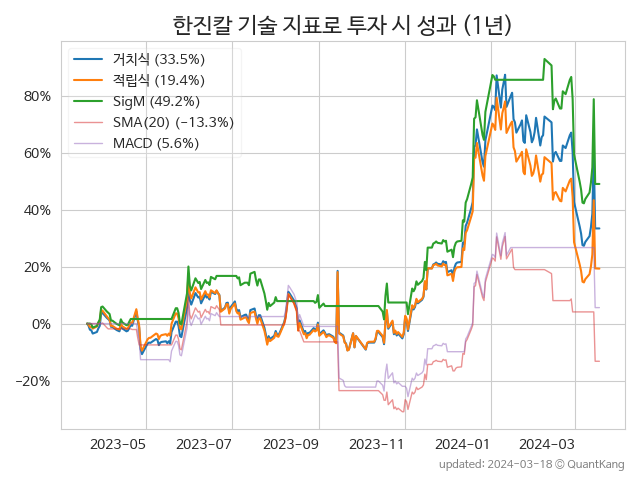 한진칼 기술 지표로 투자 시 성과 (1년)
거치식 (33.5%)
적립식 (19.4%)
SigM (49.2%)
SMA(20) (−13.3%)
MACD (5.6%)
80%
60%
40%
20%
0%
−20%
2023−05 2023−07 2023−09 2023−11 2024−01 2024−03
updated: 2024−03−18 ⓒ QuantKang